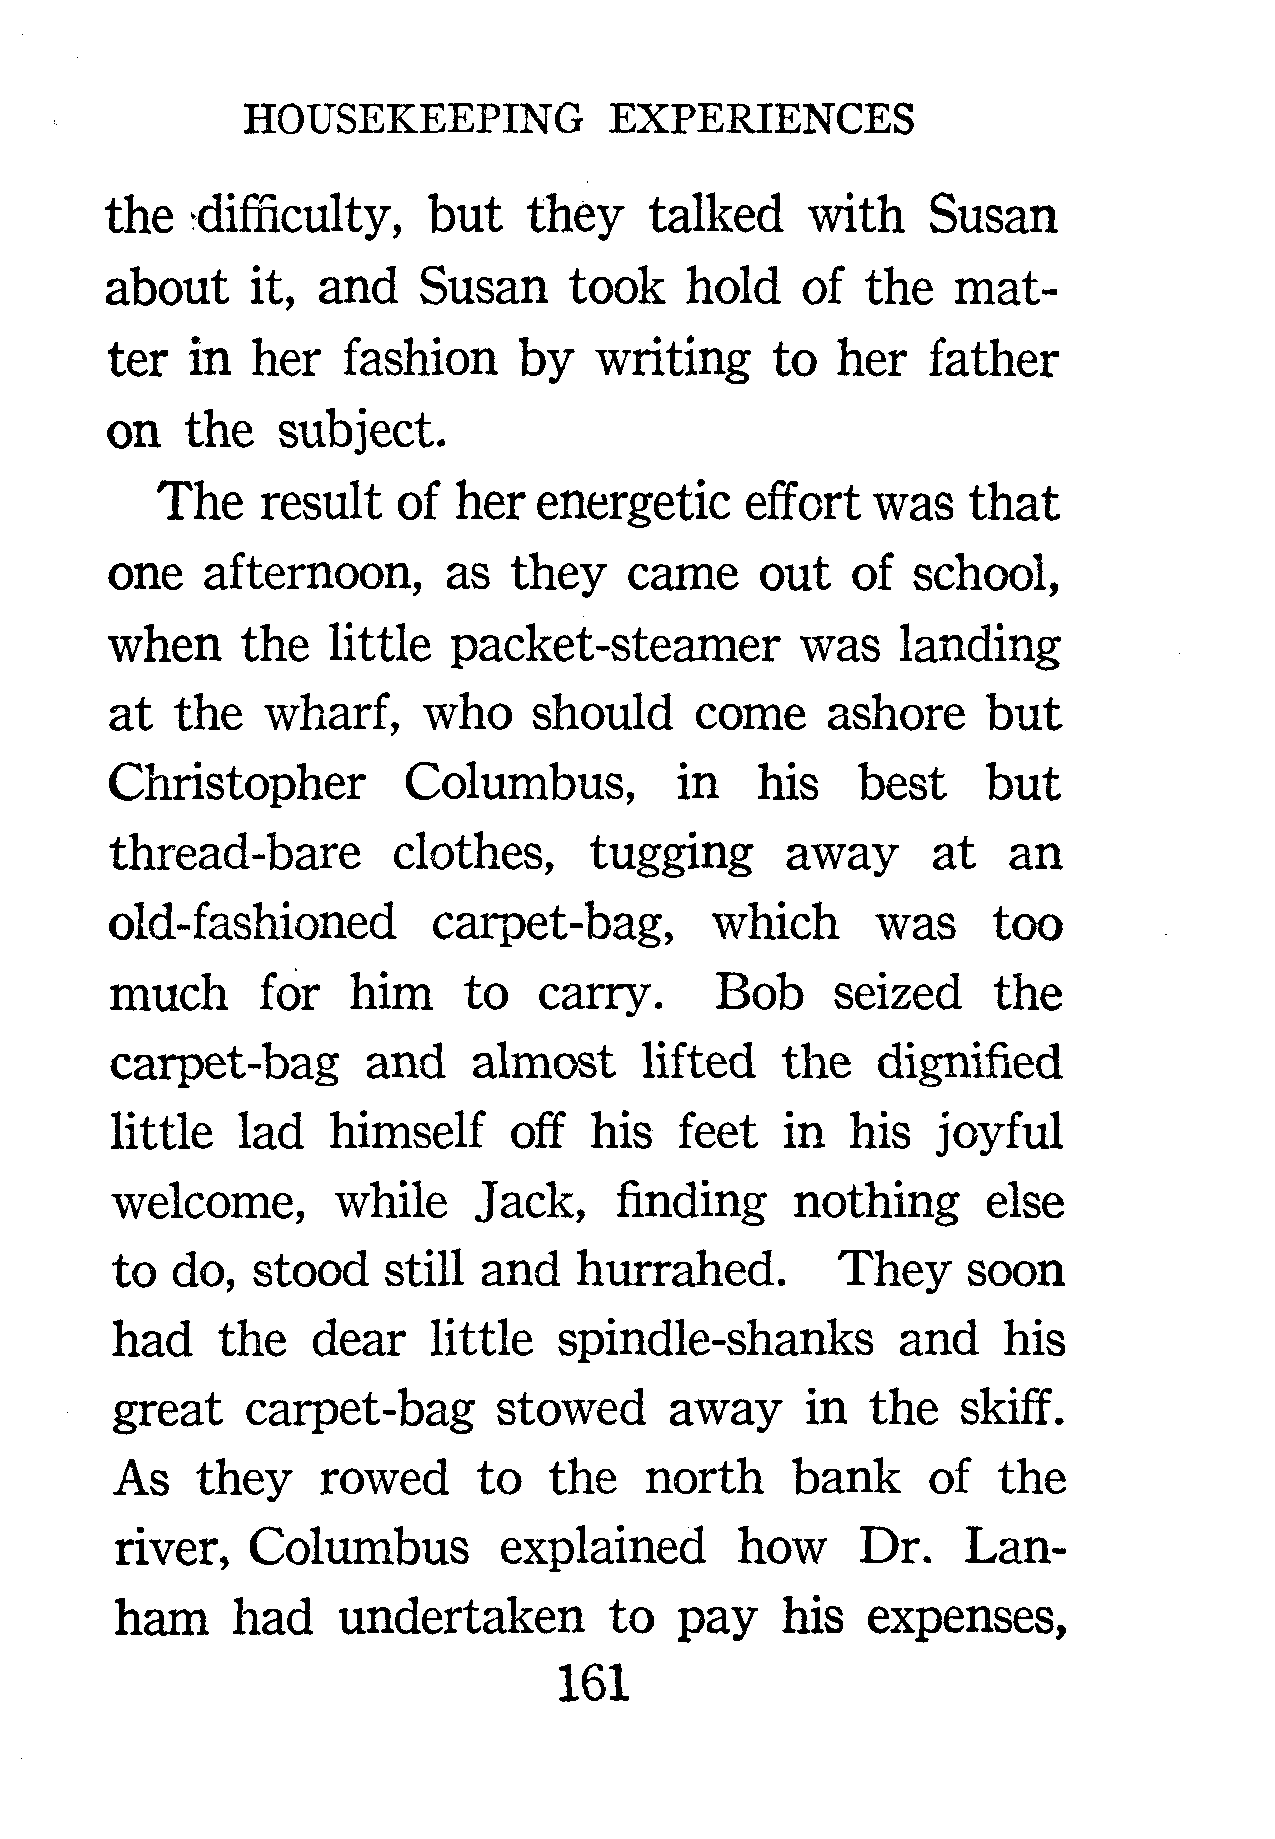 HOUSEKEEPING EXPERIENCES
the difficulty, but they talked with Susan
about it, and Susan took hold of the mat-
ter in her fashion by writing to her father
on the subject.
The result of her energetic effort was that
one afternoon, as they came out of school,
when the little packet-steamer was landing
at the wharf, who should come ashore but
Christopher Columbus, in his best but
thread-bare clothes, tugging away at an
old-fashioned carpet-bag, which was too
much for him to carry. Bob seized the
carpet-bag and almost lifted the dignified
little lad himself off his feet in his joyful
welcome, while Jack, finding nothing else
to do, stood still and hurrahed. They soon
had the dear little spindle-shanks and his
great carpet-bag stowed away in the skiff.
As they rowed to the north bank of the
river, Columbus explained how Dr. Lan-
ham had undertaken to pay his expenses,
161